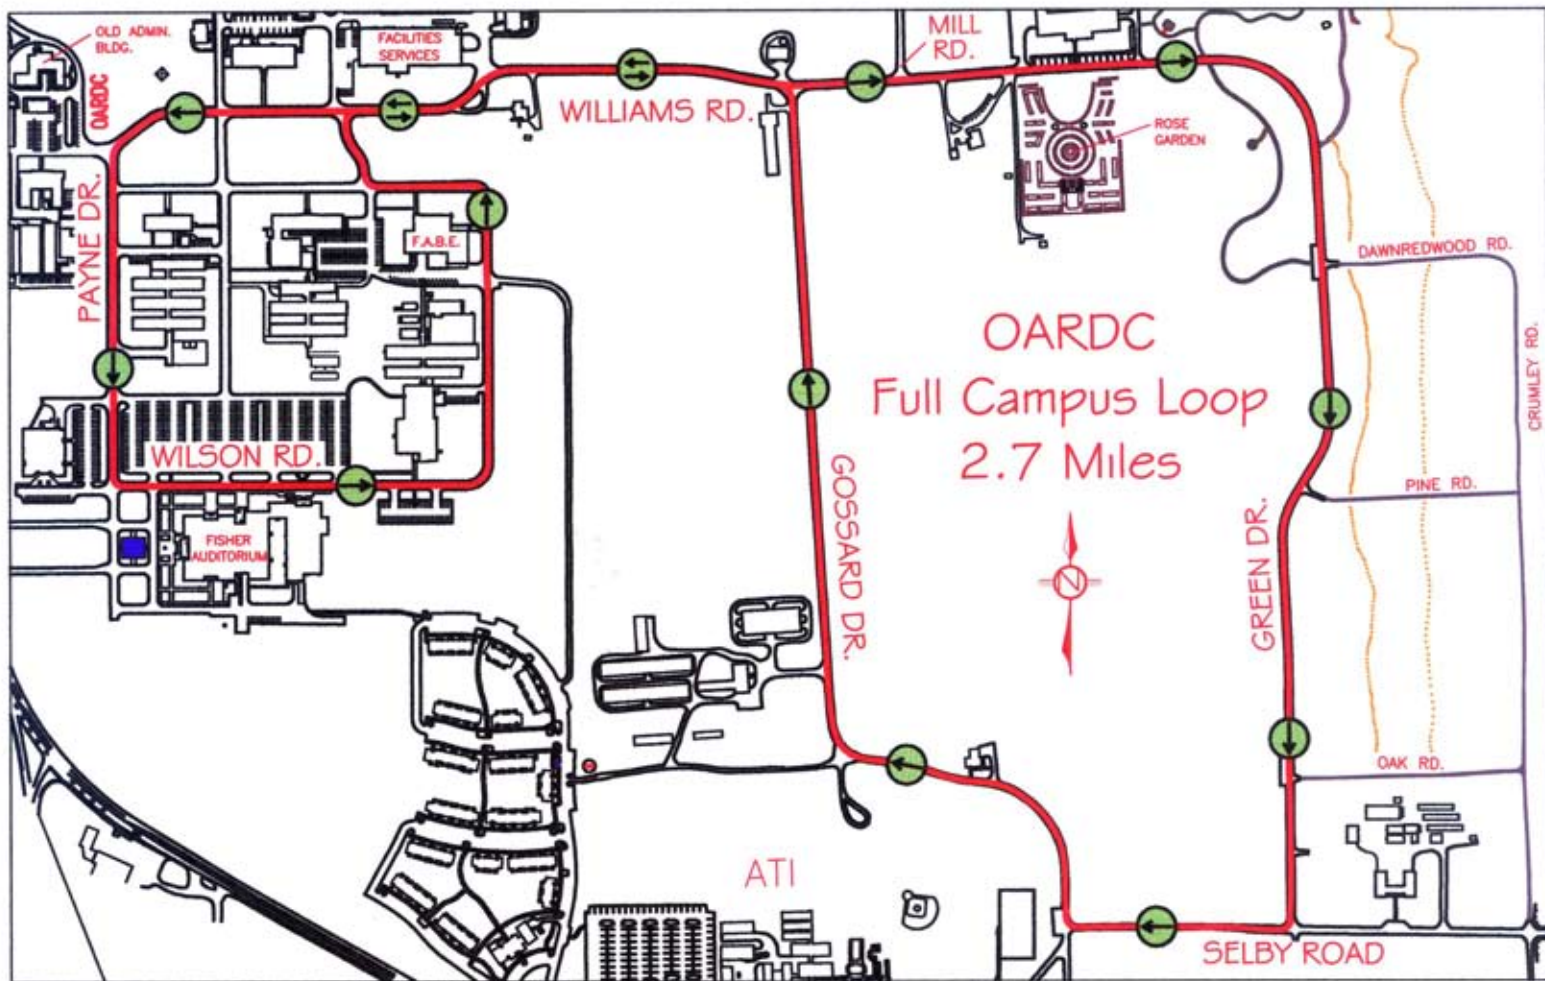 OLD ADMIN.
BLDG.
OARDC
FACILITIES
SERVICES
WILLIAMS RD.
MILL
RD.
ROSE
GARDEN
PAYNE DR.
F.A.B.E.
DAWNREDWOOD RD.
CRUMLEY RD.
OARDC
Full Campus Loop
2.7 Miles
WILSON RD.
GOSSARD DR.
PINE RD.
GREEN DR.
FISHER
AUDITORIUM
N
OAK RD.
ATI
SELBY ROAD